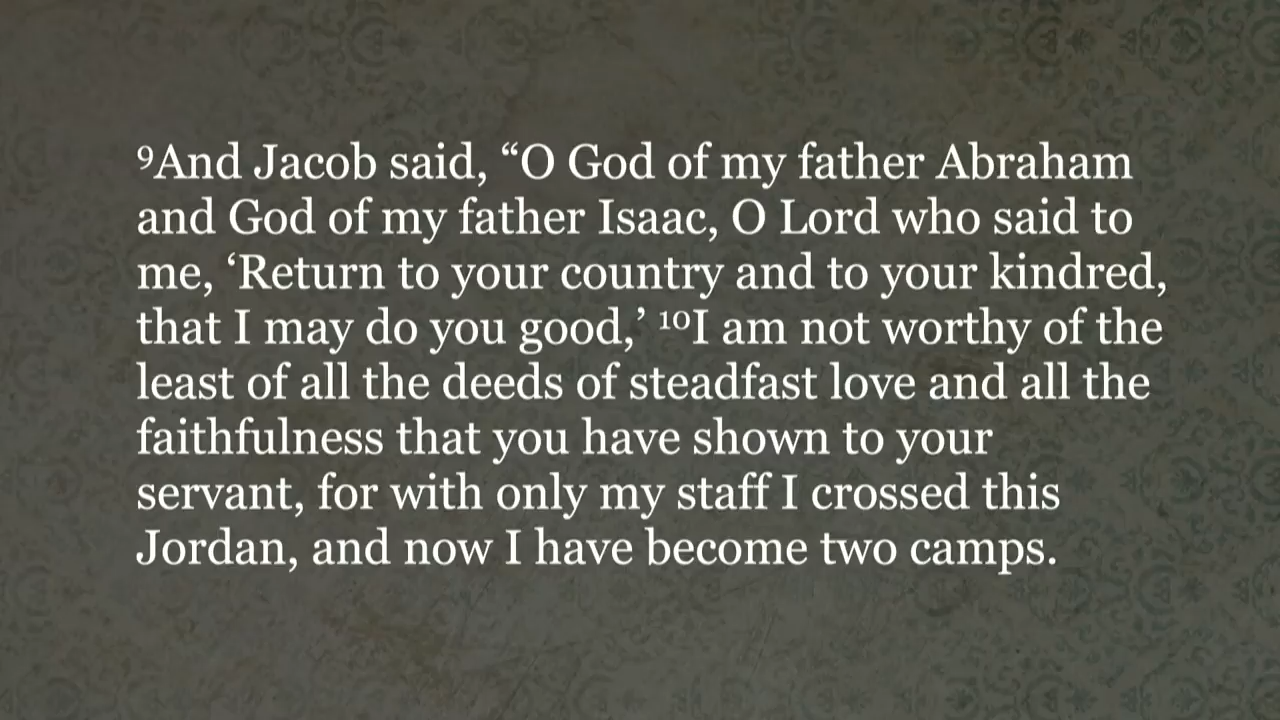 ⁹And Jacob said, “O God of my father Abraham
and God of my father Isaac, O Lord who said to
me, ‘Return to your country and to your kindred,
that I may do you good,’ ¹⁰I am not worthy of the
least of all the deeds of steadfast love and all the
faithfulness that you have shown to your
servant, for with only my staff I crossed this
Jordan, and now I have become two camps.